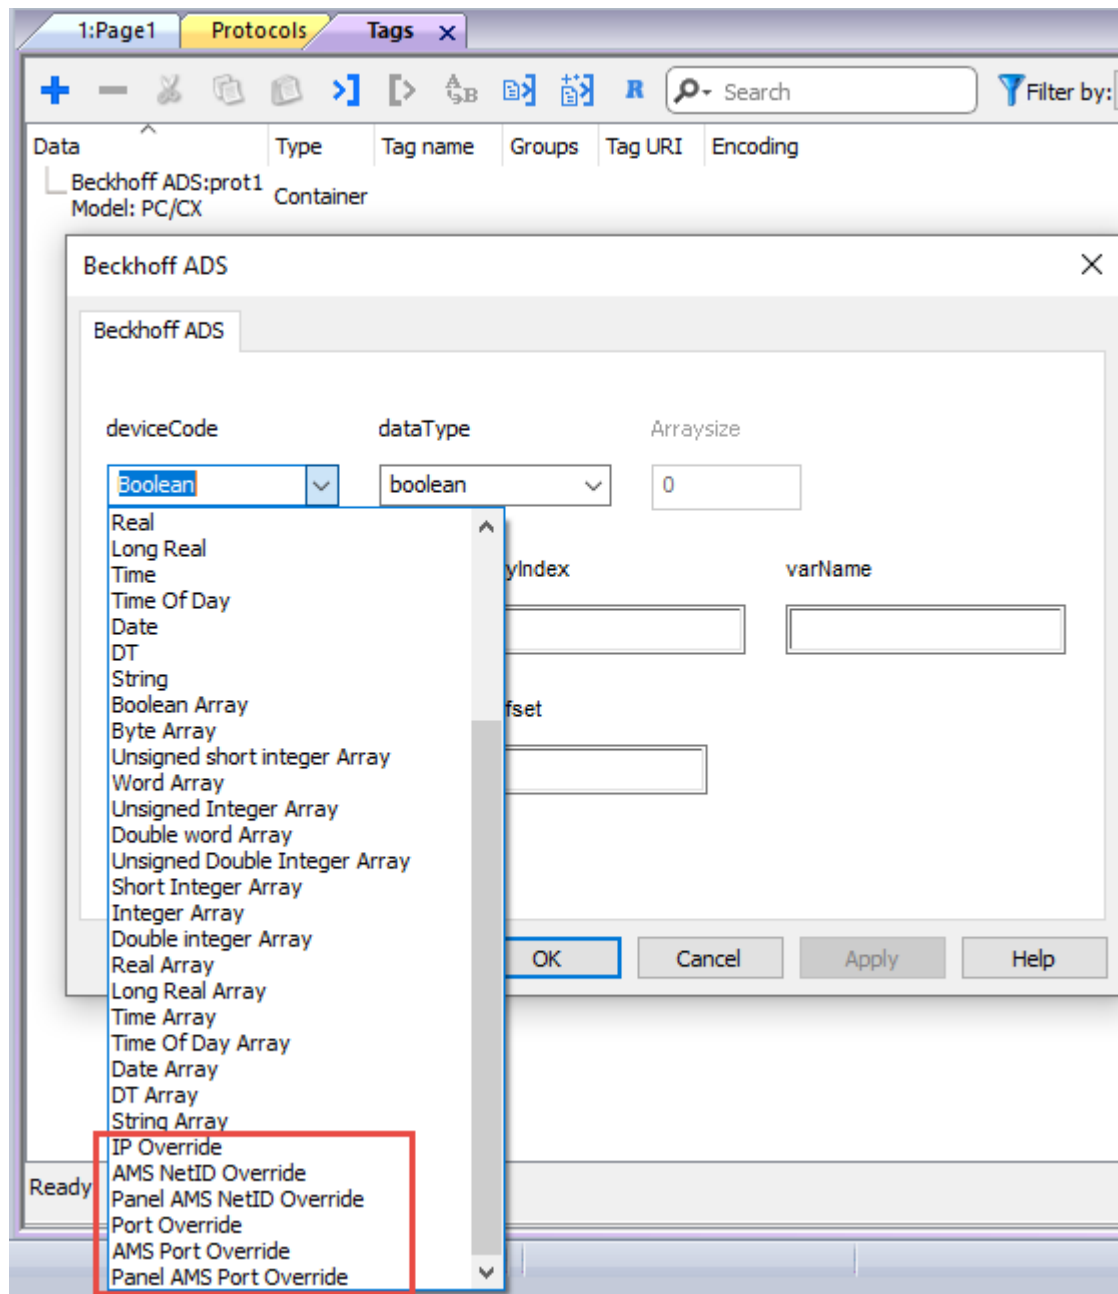 1:Page1 Protocols Tags
Search Filter by:
Data Type Tag name Groups Tag URI Encoding
Beckhoff ADS:prot1 Container
Model: PC/CX
Beckhoff ADS
Beckhoff ADS
deviceCode dataType Arraysize
Boolean boolean 0
Real
Long Real
Time yIndex varName
Time Of Day
Date
DT
String
Boolean Array fset
Byte Array
Unsigned short integer Array
Word Array
Unsigned Integer Array
Double word Array
Unsigned Double Integer Array
Short Integer Array
Integer Array
Double integer Array
OK Cancel Apply Help
Real Array
Long Real Array
Time Array
Time Of Day Array
Date Array
DT Array
String Array
IP Override
AMS NetID Override
Ready
Panel AMS NetID Override
Port Override
AMS Port Override
Panel AMS Port Override